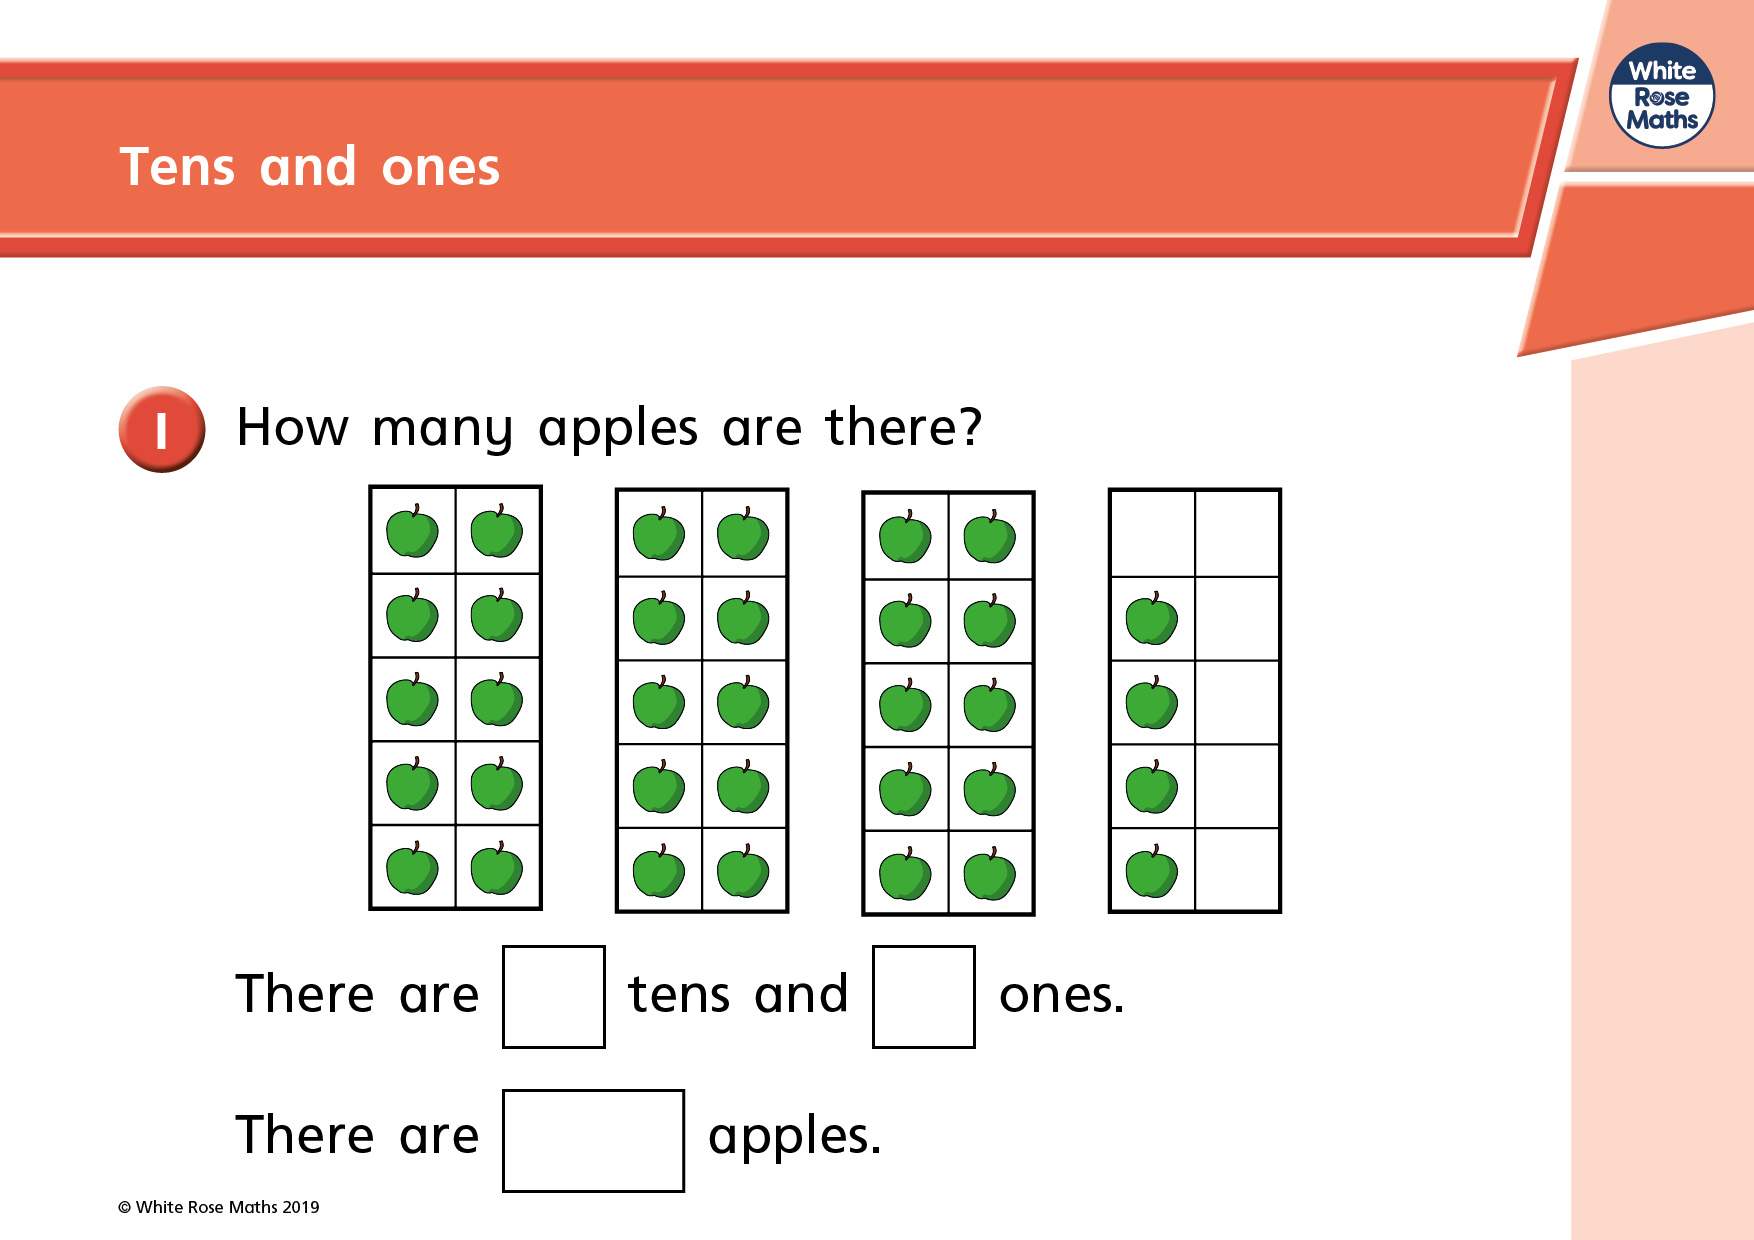 White
Rose
Maths
Tens and ones
1 How many apples are there?
There are tens and ones.
There are apples.
© White Rose Maths 2019